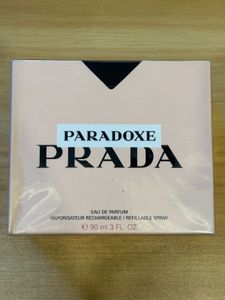 PARADOXE
PRADA
EAU DE PARFUM
VAPORISATEUR RECHARGEABLE / REFILLABLE SPRAY
℮ 90 ml 3 FL. OZ.